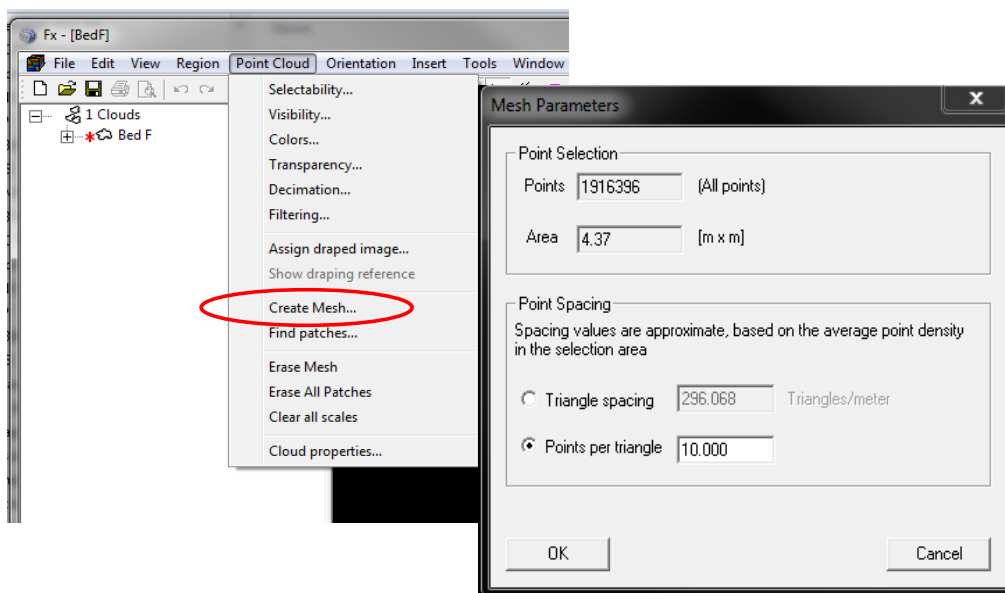 Fx - [BedF]
File Edit View Region Point Cloud Orientation Insert Tools Window
1 Clouds
Bed F
Selectability...
Visibility...
Colors...
Transparency...
Decimation...
Filtering...
Assign draped image...
Show draping reference
Create Mesh...
Find patches...
Erase Mesh
Erase All Patches
Clear all scales
Cloud properties...
Mesh Parameters
Point Selection
Points 1916396 (All points)
Area 4.37 [m x m]
Point Spacing
Spacing values are approximate, based on the average point density
in the selection area
Triangle spacing 296.068 Triangles/meter
Points per triangle 10.000
OK Cancel